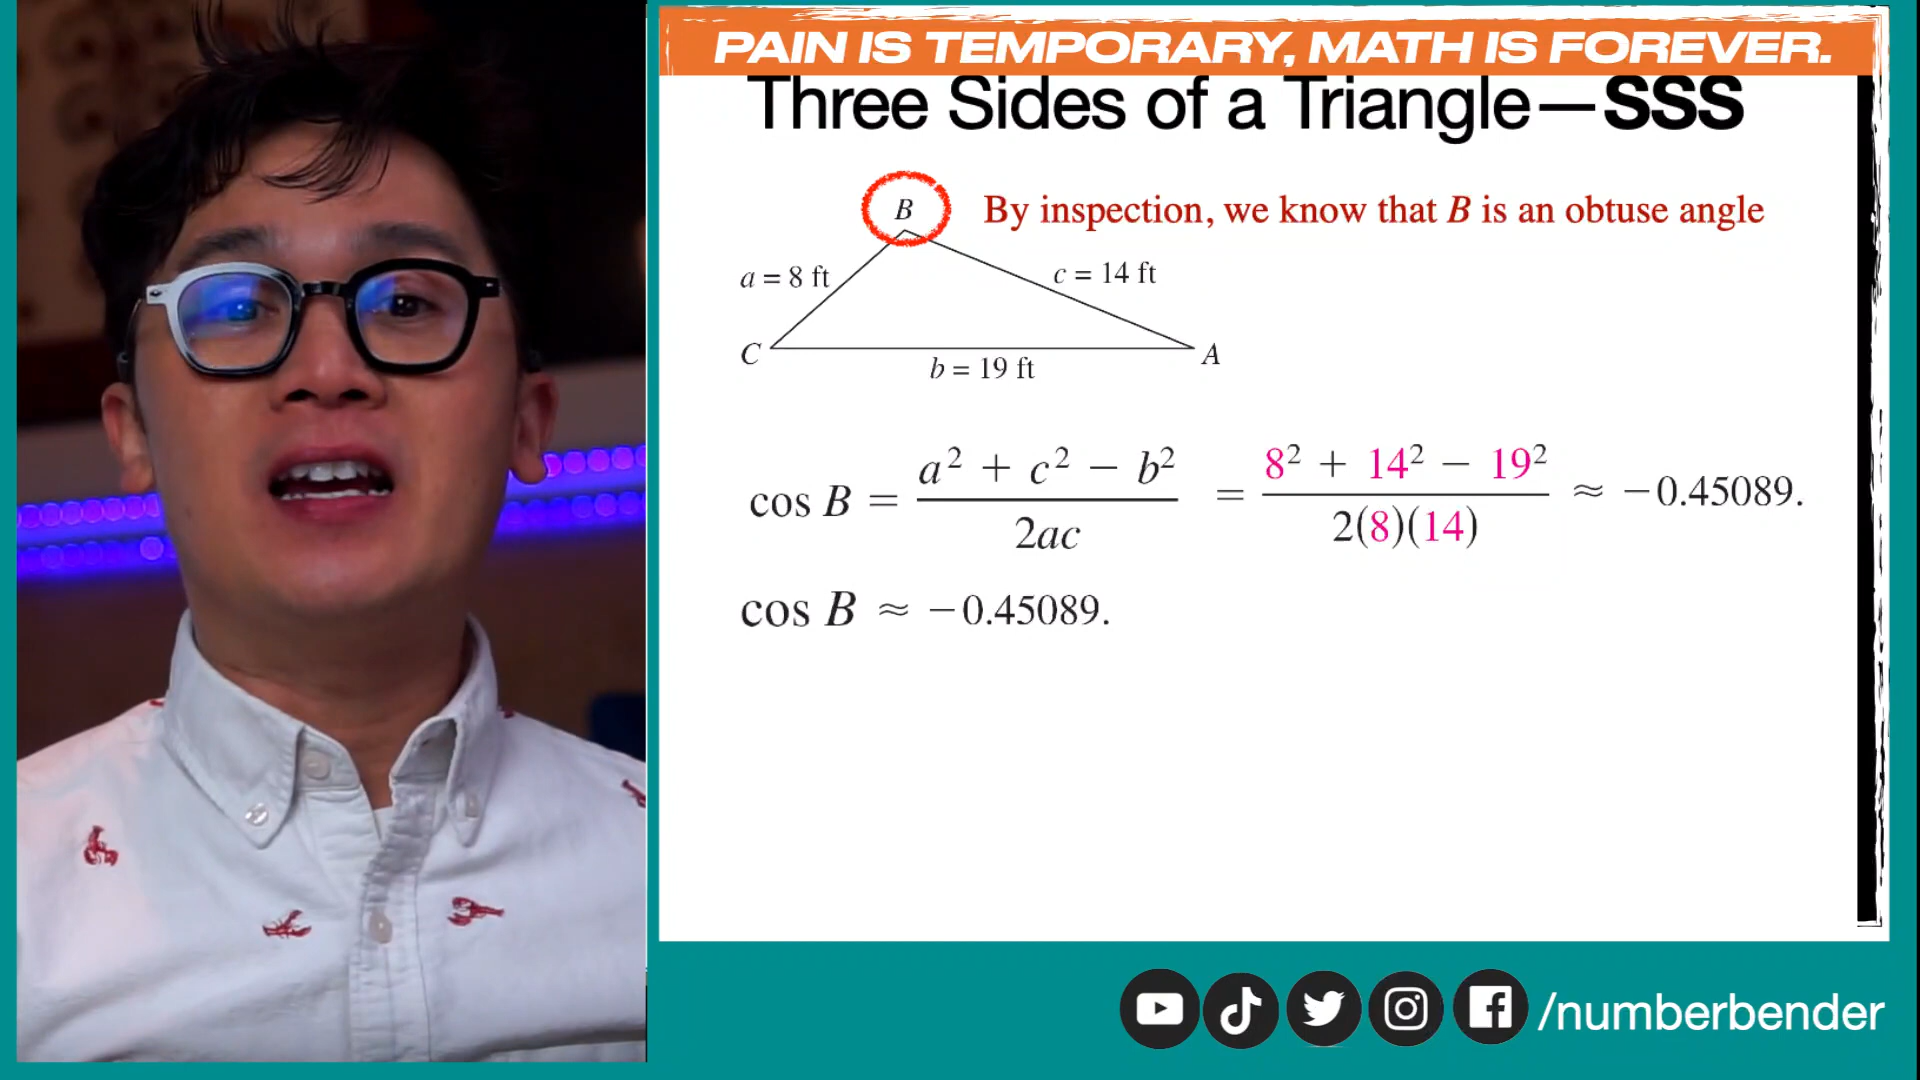 PAIN IS TEMPORARY, MATH IS FOREVER.
Three Sides of a Triangle—SSS
B By inspection, we know that B is an obtuse angle
a = 8 ft c = 14 ft
C A
b = 19 ft
cos B = \frac{a² + c² − b²}{2ac} = \frac{8² + 14² − 19²}{2(8)(14)} ≈ −0.45089.
cos B ≈ −0.45089.
/numberbender